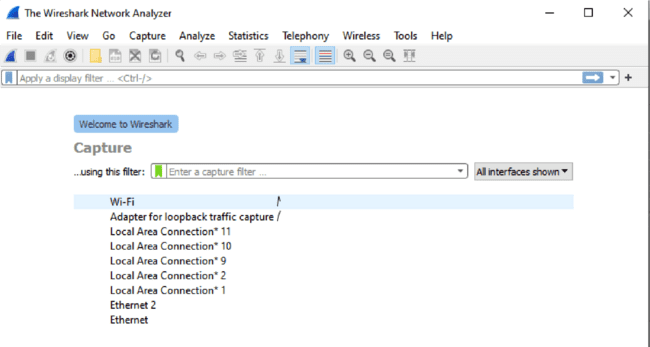 The Wireshark Network Analyzer
File Edit View Go Capture Analyze Statistics Telephony Wireless Tools Help
Apply a display filter ... <Ctrl-/>
Welcome to Wireshark
Capture
...using this filter: Enter a capture filter ... All interfaces shown
Wi-Fi
Adapter for loopback traffic capture
Local Area Connection* 11
Local Area Connection* 10
Local Area Connection* 9
Local Area Connection* 2
Local Area Connection* 1
Ethernet 2
Ethernet